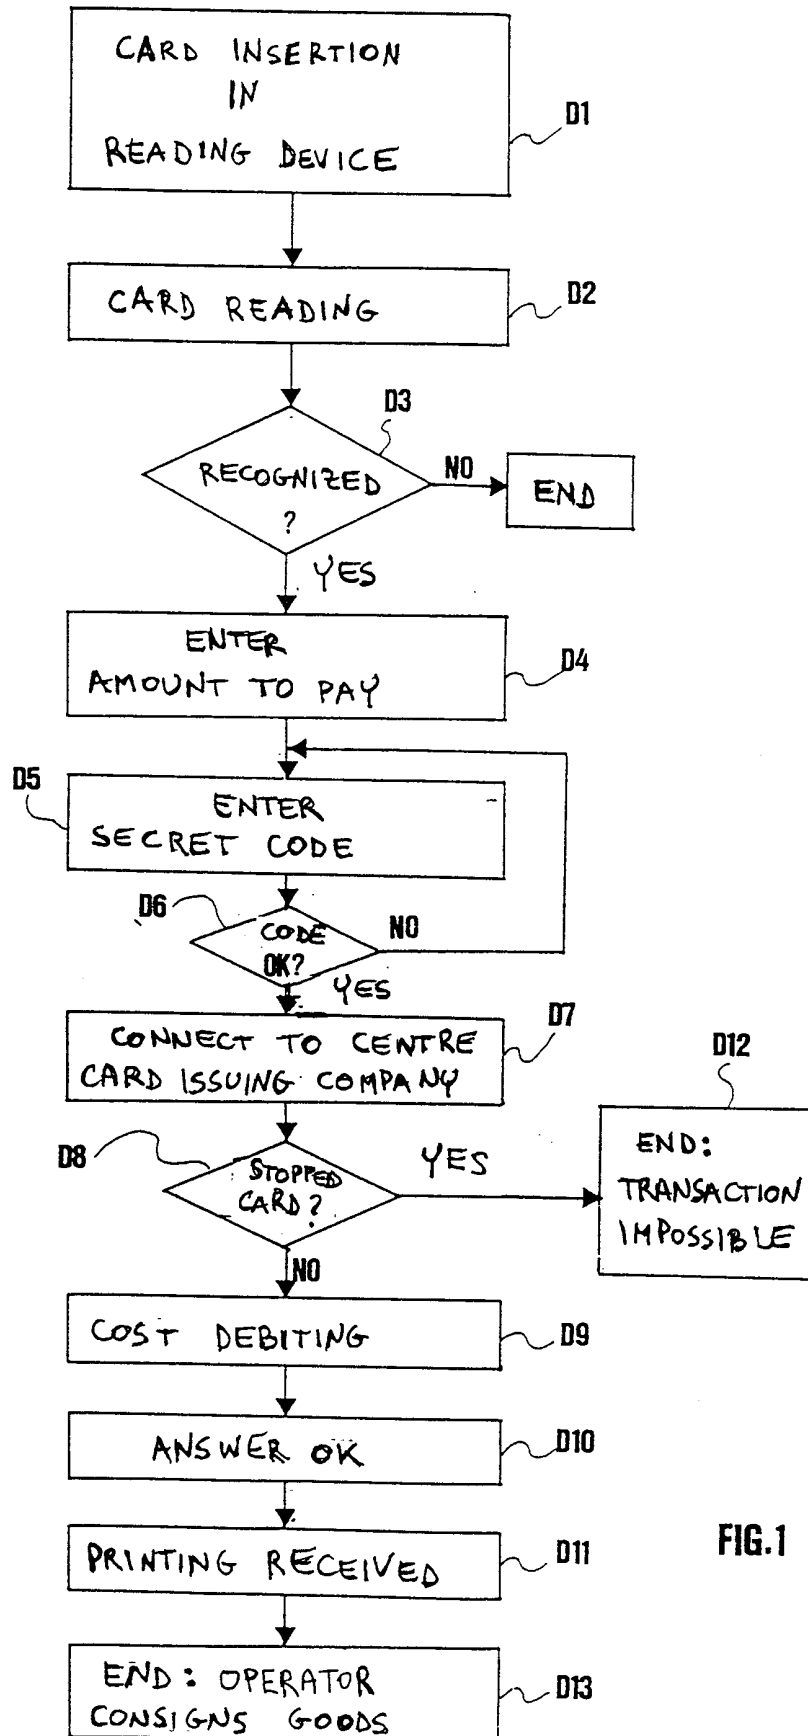 CARD INSERTION
IN
READING DEVICE
D1
CARD READING
D2
D3
RECOGNIZED
?
NO
END
YES
ENTER
AMOUNT TO PAY
D4
D5
ENTER
SECRET CODE
D6
CODE
OK?
NO
YES
CONNECT TO CENTRE
CARD ISSUING COMPANY
D7
D8
STOPPED
CARD?
YES
D12
END:
TRANSACTION
IMPOSSIBLE
NO
COST DEBITING
D9
ANSWER OK
D10
PRINTING RECEIVED
D11
FIG.1
END: OPERATOR
CONSIGNS GOODS
D13